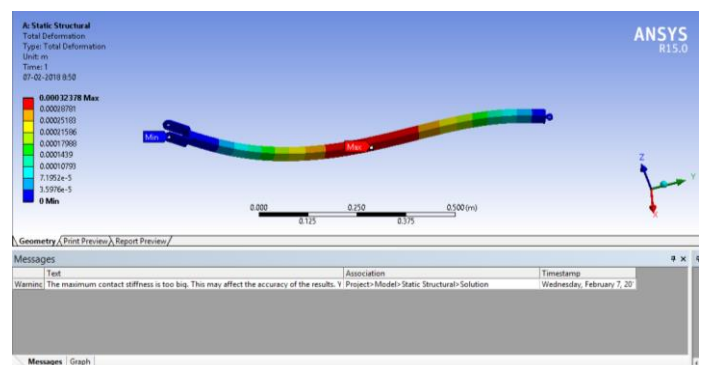 A: Static Structural
Total Deformation
Type: Total Deformation
Unit: m
Time: 1
07-02-2018 8:50
0.00032378 Max
0.00028781
0.00025183
0.00021586
0.00017988
0.0001439
0.00010793
7.1952e-5
3.5976e-5
0 Min
ANSYS
R15.0
Min
Max
Z
Y
X
0.000
0.250
0.500 (m)
0.125
0.375
Geometry Print Preview Report Preview
Messages
Text Association Timestamp
Warning The maximum contact stiffness is too big. This may affect the accuracy of the results. Y Project>Model>Static Structural>Solution Wednesday, February 7, 20
Messages Graph